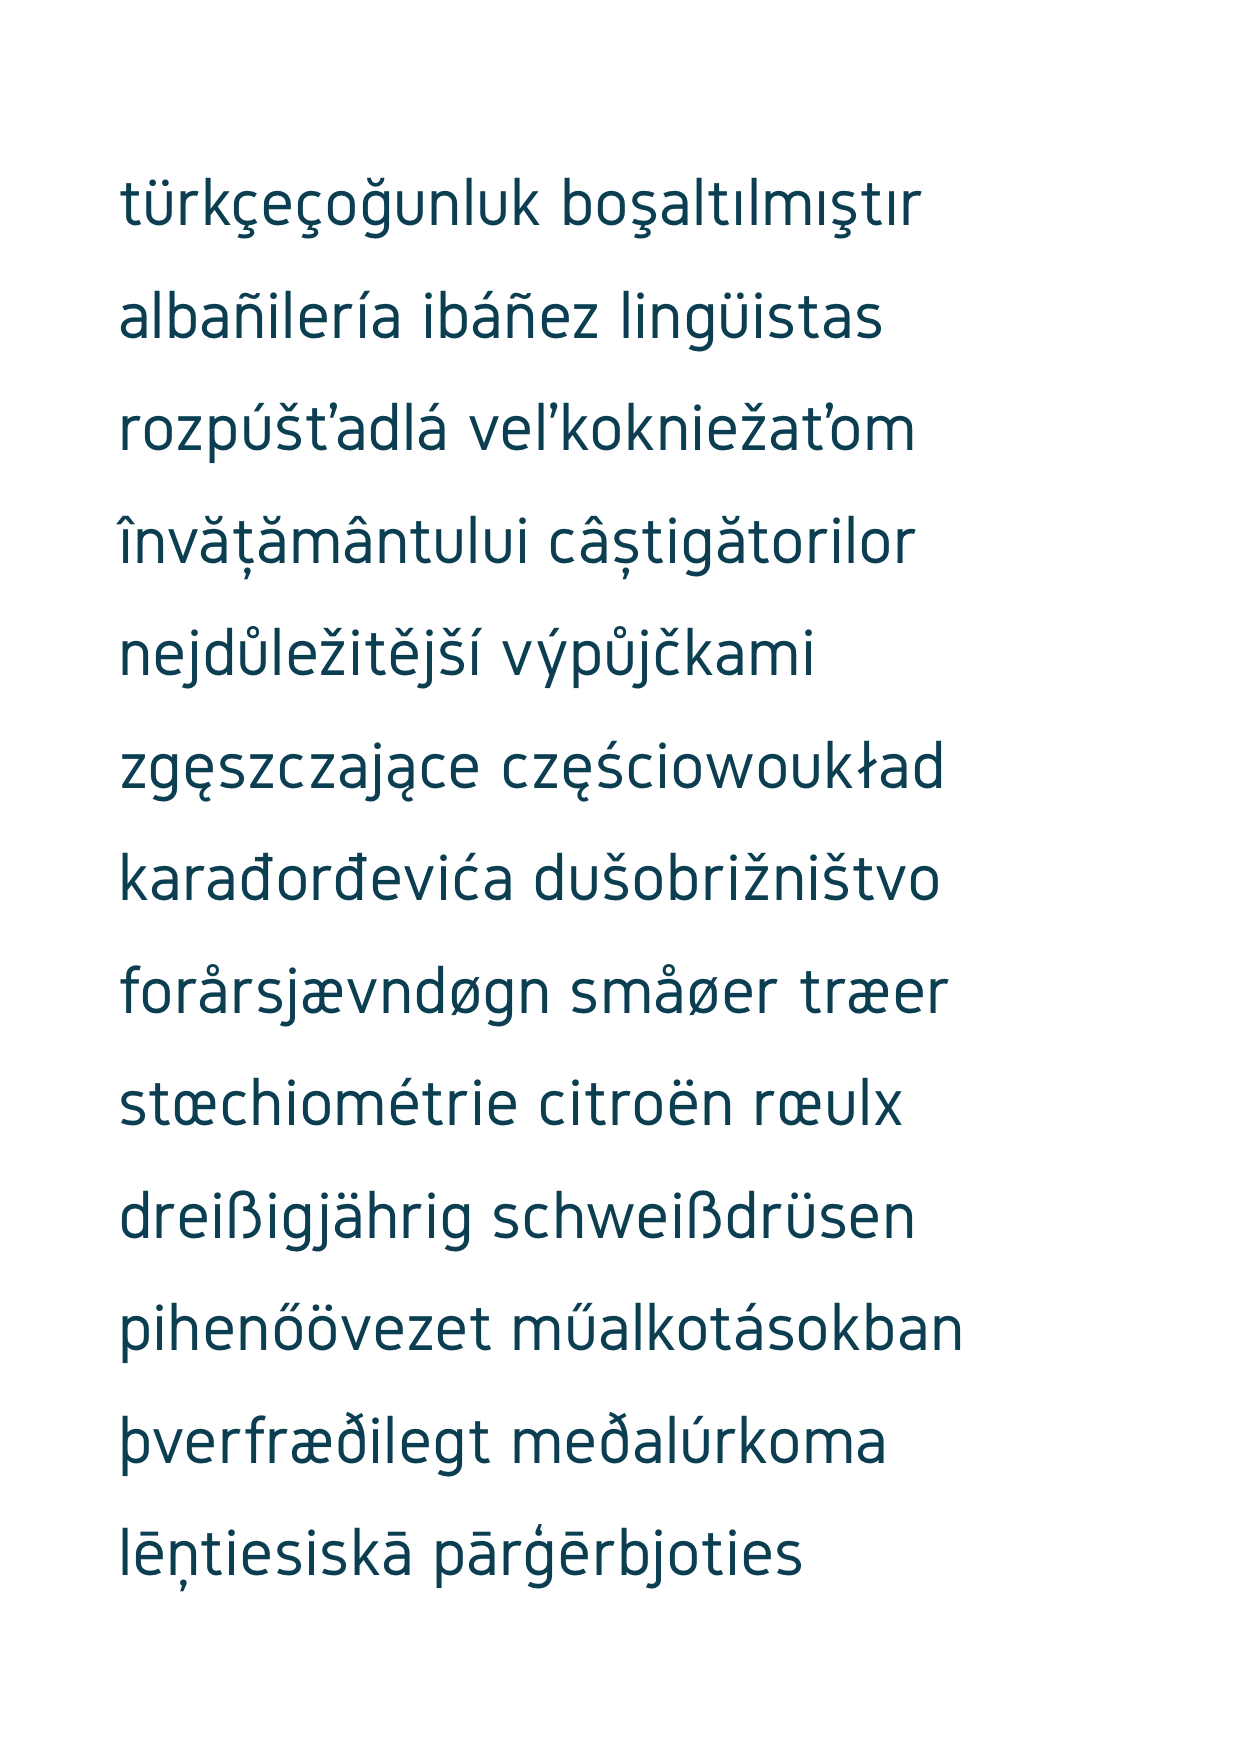 türkçeçoğunluk boşaltılmıştır
albañilería ibáñez lingüistas
rozpúšťadlá veľkokniežaťom
învățământului câștigătorilor
nejdůležitější výpůjčkami
zgęszczające częściowoukład
karađorđevića dušobrižništvo
forårsjævndøgn småøer træer
stœchiométrie citroën rœulx
dreißigjährig schweißdrüsen
pihenőövezet műalkotásokban
þverfræðilegt meðalúrkoma
lēņtiesiskā pārģērbjoties